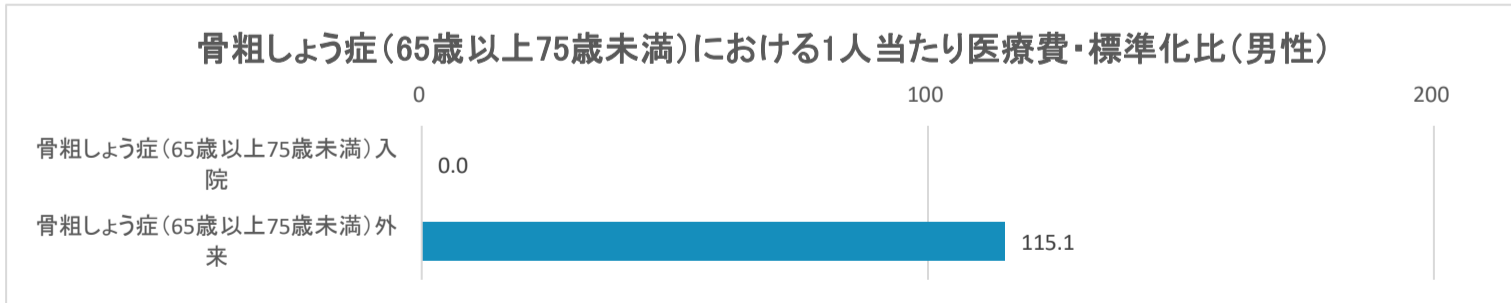 骨粗しょう症(65歳以上75歳未満)における1人当たり医療費・標準化比(男性)
0 100 200
骨粗しょう症(65歳以上75歳未満)入
院
0.0
骨粗しょう症(65歳以上75歳未満)外
来
115.1